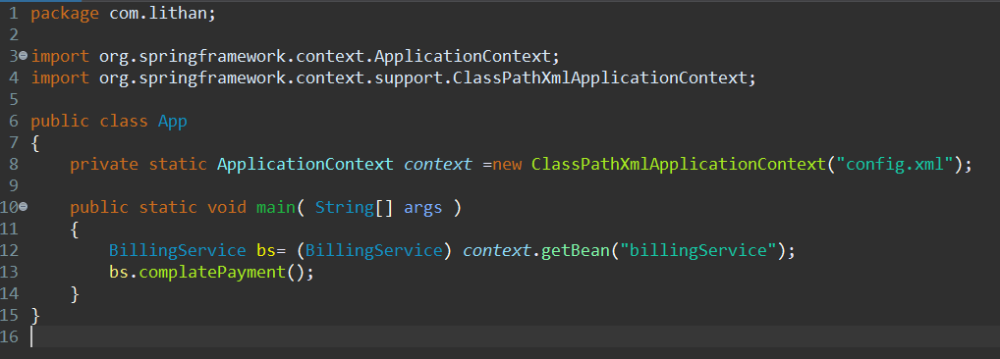 1 package com.lithan;
2
3 import org.springframework.context.ApplicationContext;
4 import org.springframework.context.support.ClassPathXmlApplicationContext;
5
6 public class App
7 {
8     private static ApplicationContext context =new ClassPathXmlApplicationContext("config.xml");
9
10     public static void main( String[] args )
11     {
12         BillingService bs= (BillingService) context.getBean("billingService");
13         bs.complatePayment();
14     }
15 }
16